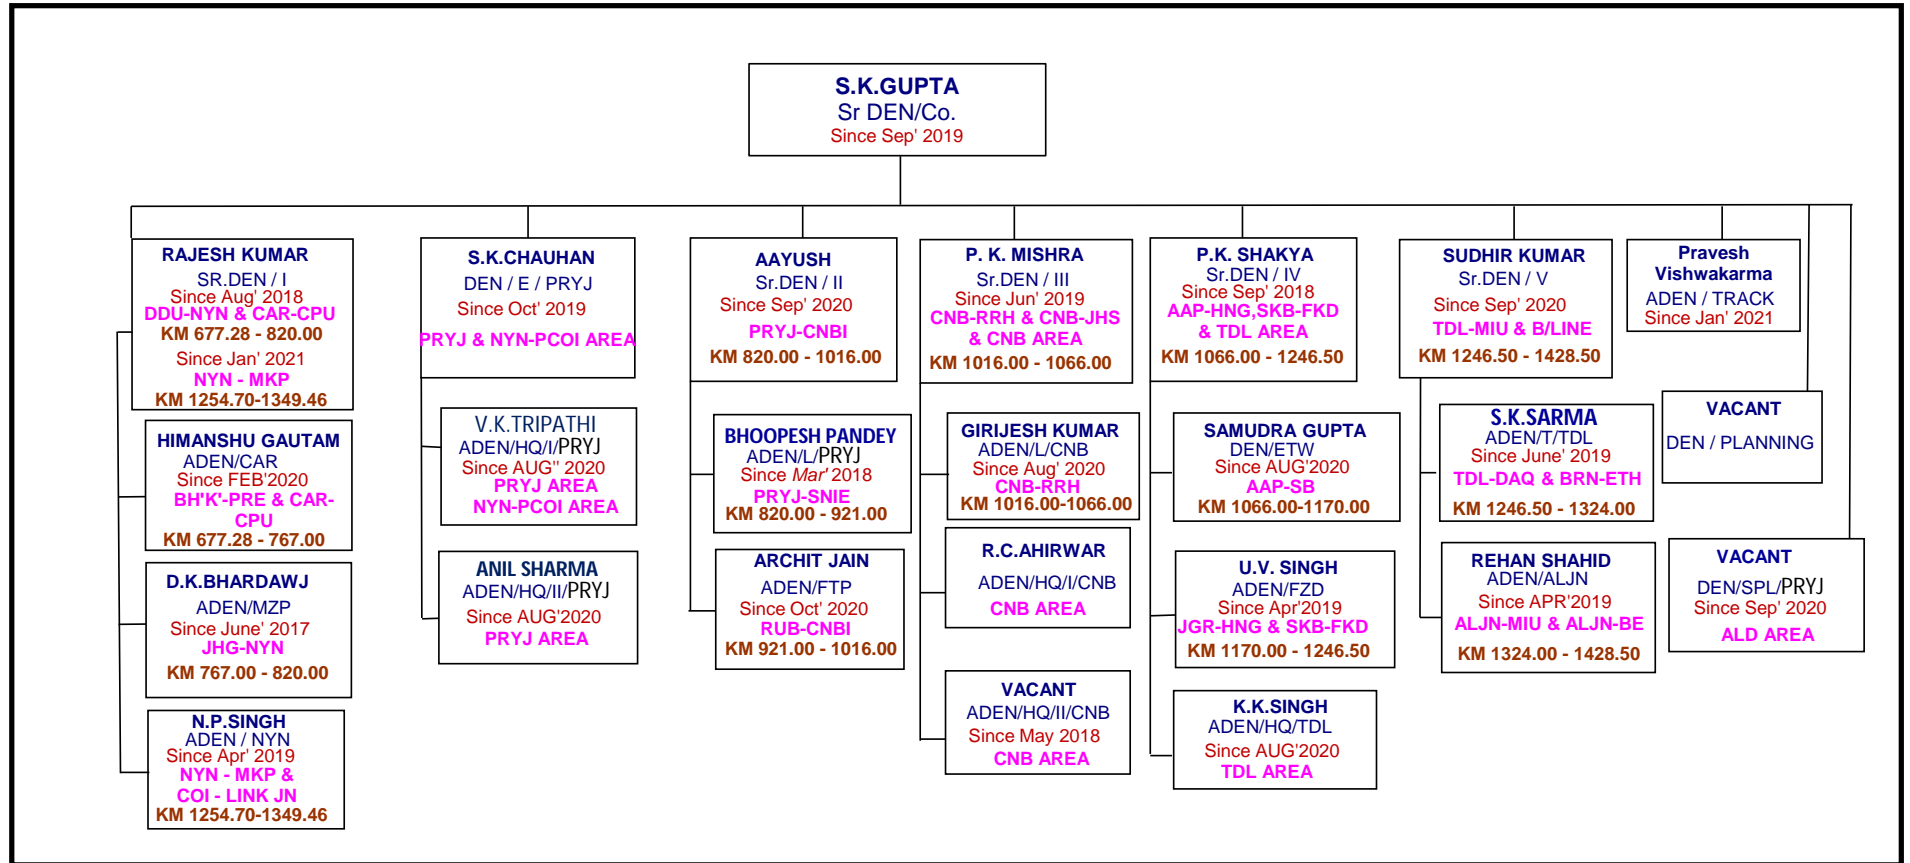 S.K.GUPTA
Sr DEN/Co.
Since Sep' 2019
RAJESH KUMAR
SR.DEN / I
Since Aug' 2018
DDU-NYN & CAR-CPU
KM 677.28 - 820.00
Since Jan' 2021
NYN - MKP
KM 1254.70-1349.46
HIMANSHU GAUTAM
ADEN/CAR
Since FEB'2020
BH'K'-PRE & CAR-
CPU
KM 677.28 - 767.00
D.K.BHARDAWJ
ADEN/MZP
Since June' 2017
JHG-NYN
KM 767.00 - 820.00
N.P.SINGH
ADEN / NYN
Since Apr' 2019
NYN - MKP &
COI - LINK JN
KM 1254.70-1349.46
S.K.CHAUHAN
DEN / E / PRYJ
Since Oct' 2019
PRYJ & NYN-PCOI AREA
V.K.TRIPATHI
ADEN/HQ/I/PRYJ
Since AUG'' 2020
PRYJ AREA
NYN-PCOI AREA
ANIL SHARMA
ADEN/HQ/II/PRYJ
Since AUG'2020
PRYJ AREA
AAYUSH
Sr.DEN / II
Since Sep' 2020
PRYJ-CNBI
KM 820.00 - 1016.00
BHOOPESH PANDEY
ADEN/L/PRYJ
Since Mar' 2018
PRYJ-SNIE
KM 820.00 - 921.00
ARCHIT JAIN
ADEN/FTP
Since Oct' 2020
RUB-CNBI
KM 921.00 - 1016.00
P. K. MISHRA
Sr.DEN / III
Since Jun' 2019
CNB-RRH & CNB-JHS
& CNB AREA
KM 1016.00 - 1066.00
GIRIJESH KUMAR
ADEN/L/CNB
Since Aug' 2020
CNB-RRH
KM 1016.00-1066.00
R.C.AHIRWAR
ADEN/HQ/I/CNB
CNB AREA
VACANT
ADEN/HQ/II/CNB
Since May 2018
CNB AREA
P.K. SHAKYA
Sr.DEN / IV
Since Sep' 2018
AAP-HNG,SKB-FKD
& TDL AREA
KM 1066.00 - 1246.50
SAMUDRA GUPTA
DEN/ETW
Since AUG'2020
AAP-SB
KM 1066.00-1170.00
U.V. SINGH
ADEN/FZD
Since Apr'2019
JGR-HNG & SKB-FKD
KM 1170.00 - 1246.50
K.K.SINGH
ADEN/HQ/TDL
Since AUG'2020
TDL AREA
SUDHIR KUMAR
Sr.DEN / V
Since Sep' 2020
TDL-MIU & B/LINE
KM 1246.50 - 1428.50
S.K.SARMA
ADEN/T/TDL
Since June' 2019
TDL-DAQ & BRN-ETH
KM 1246.50 - 1324.00
REHAN SHAHID
ADEN/ALJN
Since APR'2019
ALJN-MIU & ALJN-BE
KM 1324.00 - 1428.50
Pravesh
Vishwakarma
ADEN / TRACK
Since Jan' 2021
VACANT
DEN / PLANNING
VACANT
DEN/SPL/PRYJ
Since Sep' 2020
ALD AREA